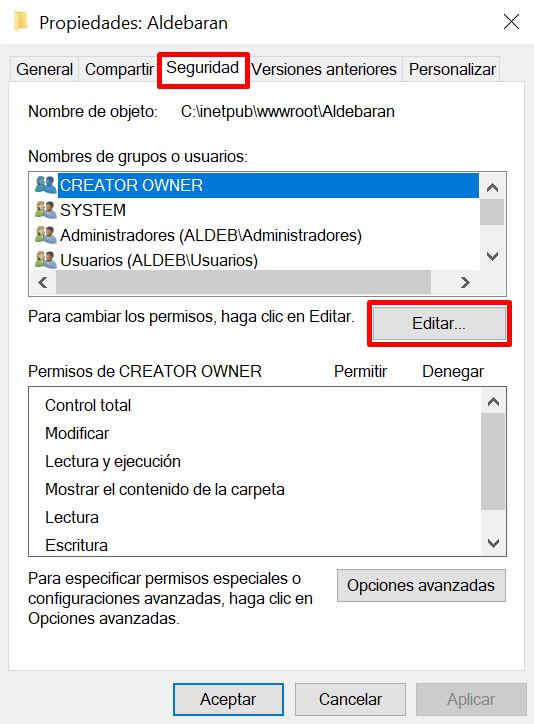 Propiedades: Aldebaran
General Compartir Seguridad Versiones anteriores Personalizar
Nombre de objeto: C:\inetpub\wwwroot\Aldebaran
Nombres de grupos o usuarios:
CREATOR OWNER
SYSTEM
Administradores (ALDEB\Administradores)
Usuarios (ALDEB\Usuarios)
Para cambiar los permisos, haga clic en Editar. Editar...
Permisos de CREATOR OWNER Permitir Denegar
Control total
Modificar
Lectura y ejecución
Mostrar el contenido de la carpeta
Lectura
Escritura
Para especificar permisos especiales o
configuraciones avanzadas, haga clic en
Opciones avanzadas.
Opciones avanzadas
Aceptar Cancelar Aplicar